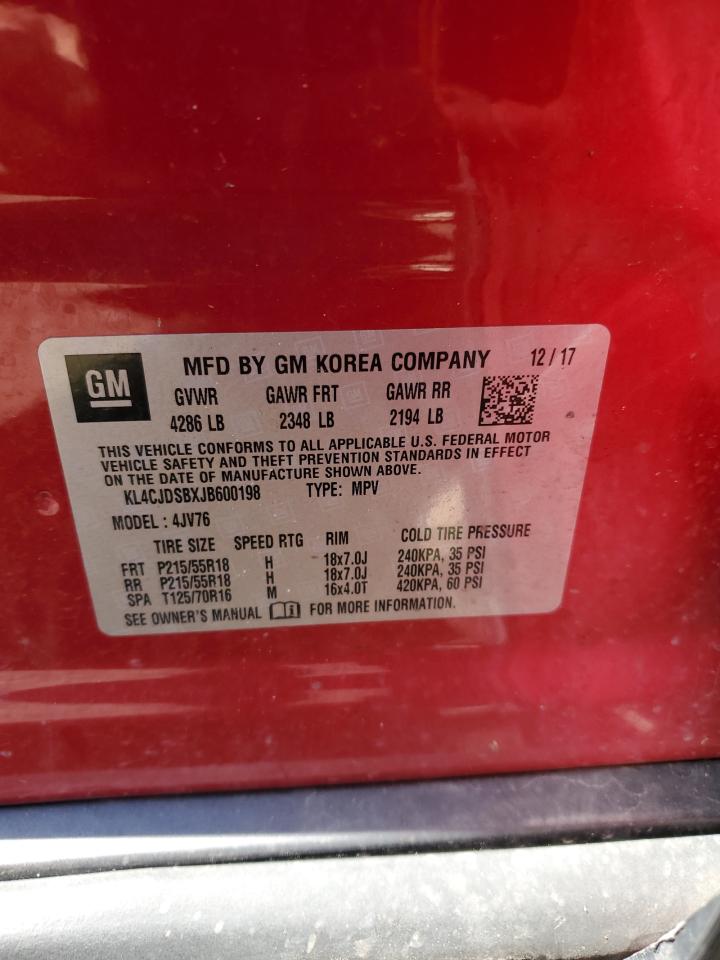 GM
MFD BY GM KOREA COMPANY 12 / 17
GVWR GAWR FRT GAWR RR
4286 LB 2348 LB 2194 LB
THIS VEHICLE CONFORMS TO ALL APPLICABLE U.S. FEDERAL MOTOR
VEHICLE SAFETY AND THEFT PREVENTION STANDARDS IN EFFECT
ON THE DATE OF MANUFACTURE SHOWN ABOVE.
KL4CJDSBXJB600198 TYPE: MPV
MODEL : 4JV76
TIRE SIZE SPEED RTG RIM COLD TIRE PRESSURE
FRT P215/55R18 H 18x7.0J 240KPA, 35 PSI
RR P215/55R18 H 18x7.0J 240KPA, 35 PSI
SPA T125/70R16 M 16x4.0T 420KPA, 60 PSI
SEE OWNER'S MANUAL FOR MORE INFORMATION.